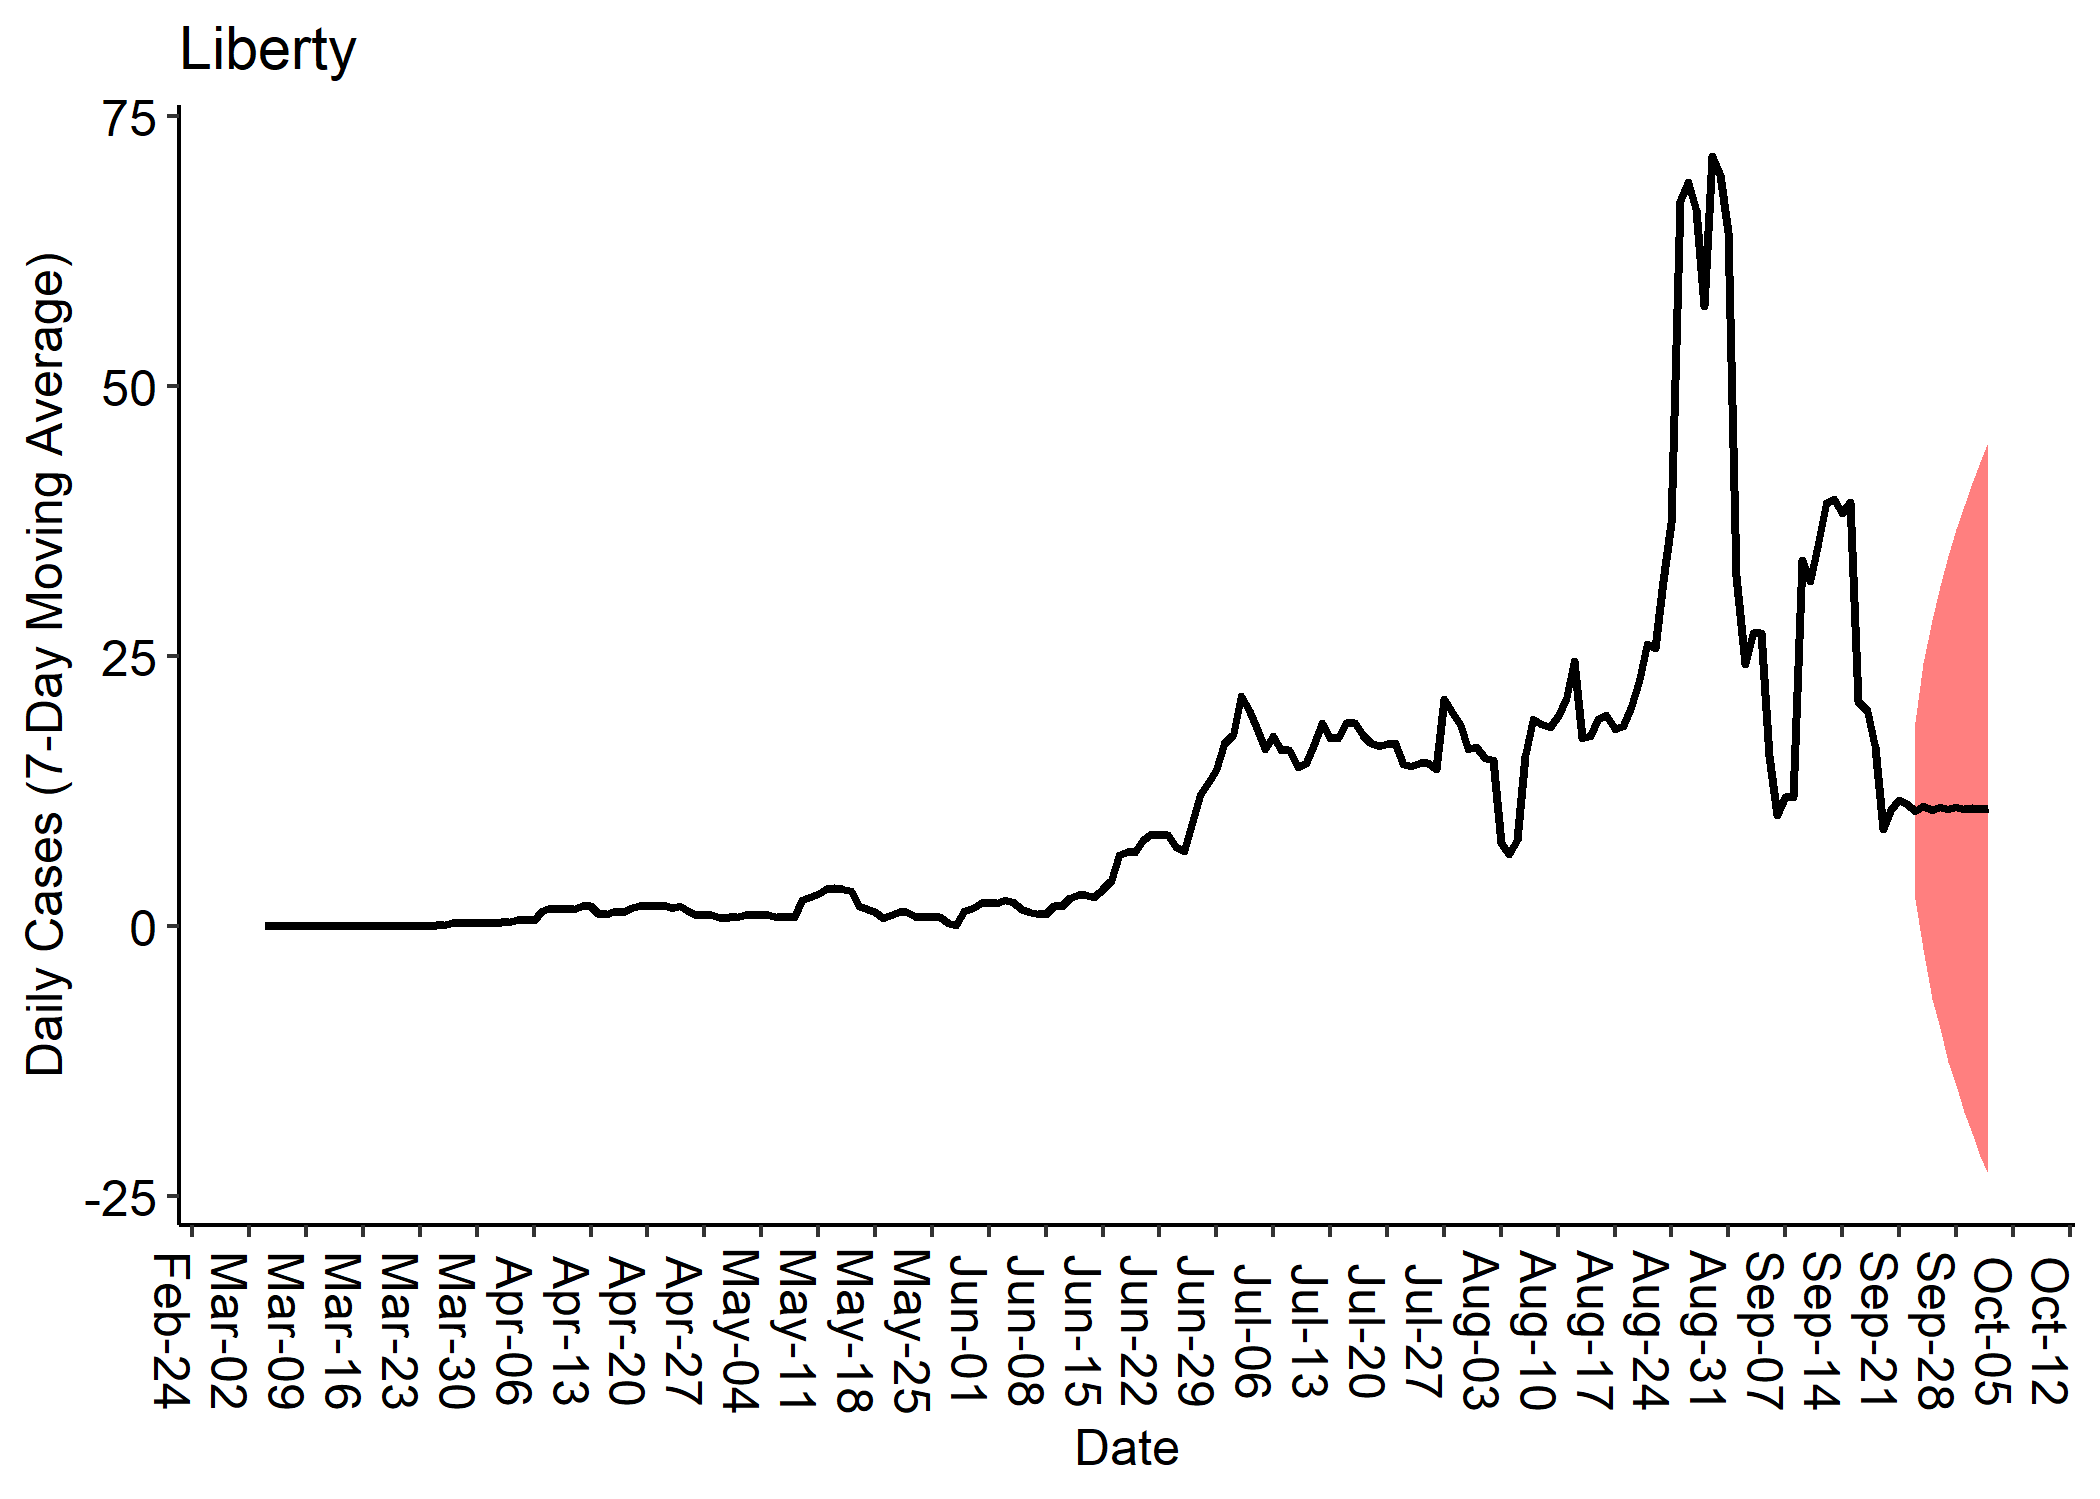 Liberty
Daily Cases (7-Day Moving Average)
75
50
25
0
-25
Feb-24
Mar-02
Mar-09
Mar-16
Mar-23
Mar-30
Apr-06
Apr-13
Apr-20
Apr-27
May-04
May-11
May-18
May-25
Jun-01
Jun-08
Jun-15
Jun-22
Jun-29
Jul-06
Jul-13
Jul-20
Jul-27
Aug-03
Aug-10
Aug-17
Aug-24
Aug-31
Sep-07
Sep-14
Sep-21
Sep-28
Oct-05
Oct-12
Date